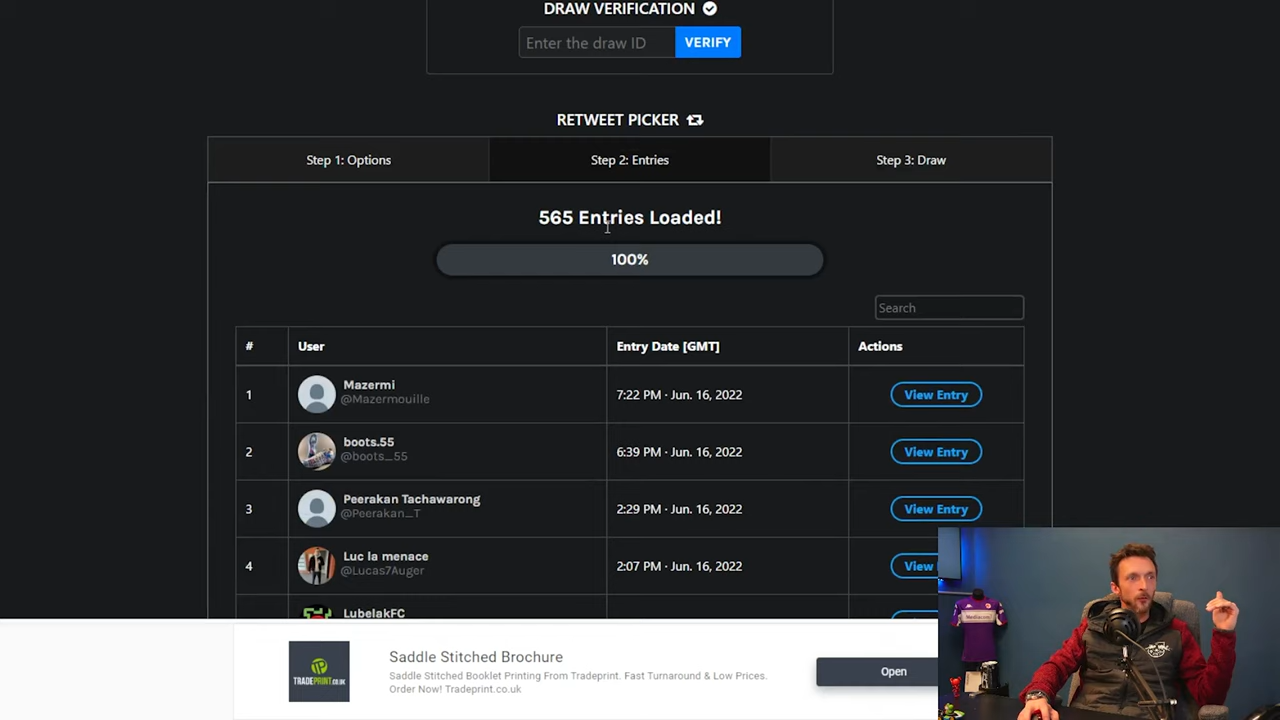 DRAW VERIFICATION
Enter the draw ID
VERIFY
RETWEET PICKER
Step 1: Options
Step 2: Entries
Step 3: Draw
565 Entries Loaded!
100%
Search
# User Entry Date [GMT] Actions
1 Mazermi 7:22 PM · Jun. 16, 2022 View Entry
@Mazermouille
2 boots.55 6:39 PM · Jun. 16, 2022 View Entry
@boots_55
3 Peerakan Tachawarong 2:29 PM · Jun. 16, 2022 View Entry
@Peerakan_T
4 Luc la menace 2:07 PM · Jun. 16, 2022 View
@Lucas7Auger
LubelakFC
TRADEPRINT.CO.UK
Saddle Stitched Brochure
Saddle Stitched Booklet Printing From Tradeprint. Fast Turnaround & Low Prices.
Order Now! Tradeprint.co.uk
Open